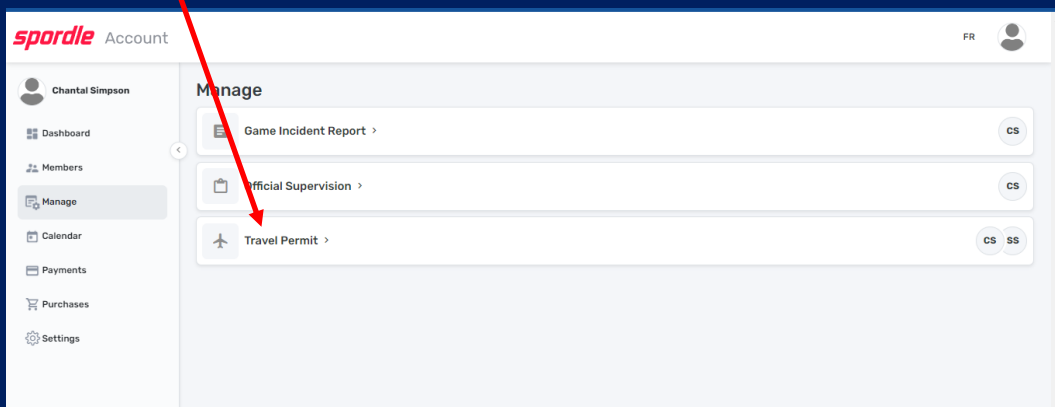 spordle Account
FR
Chantal Simpson
Dashboard
Members
Manage
Calendar
Payments
Purchases
Settings
Manage
Game Incident Report >
CS
Official Supervision >
CS
Travel Permit >
CS SS